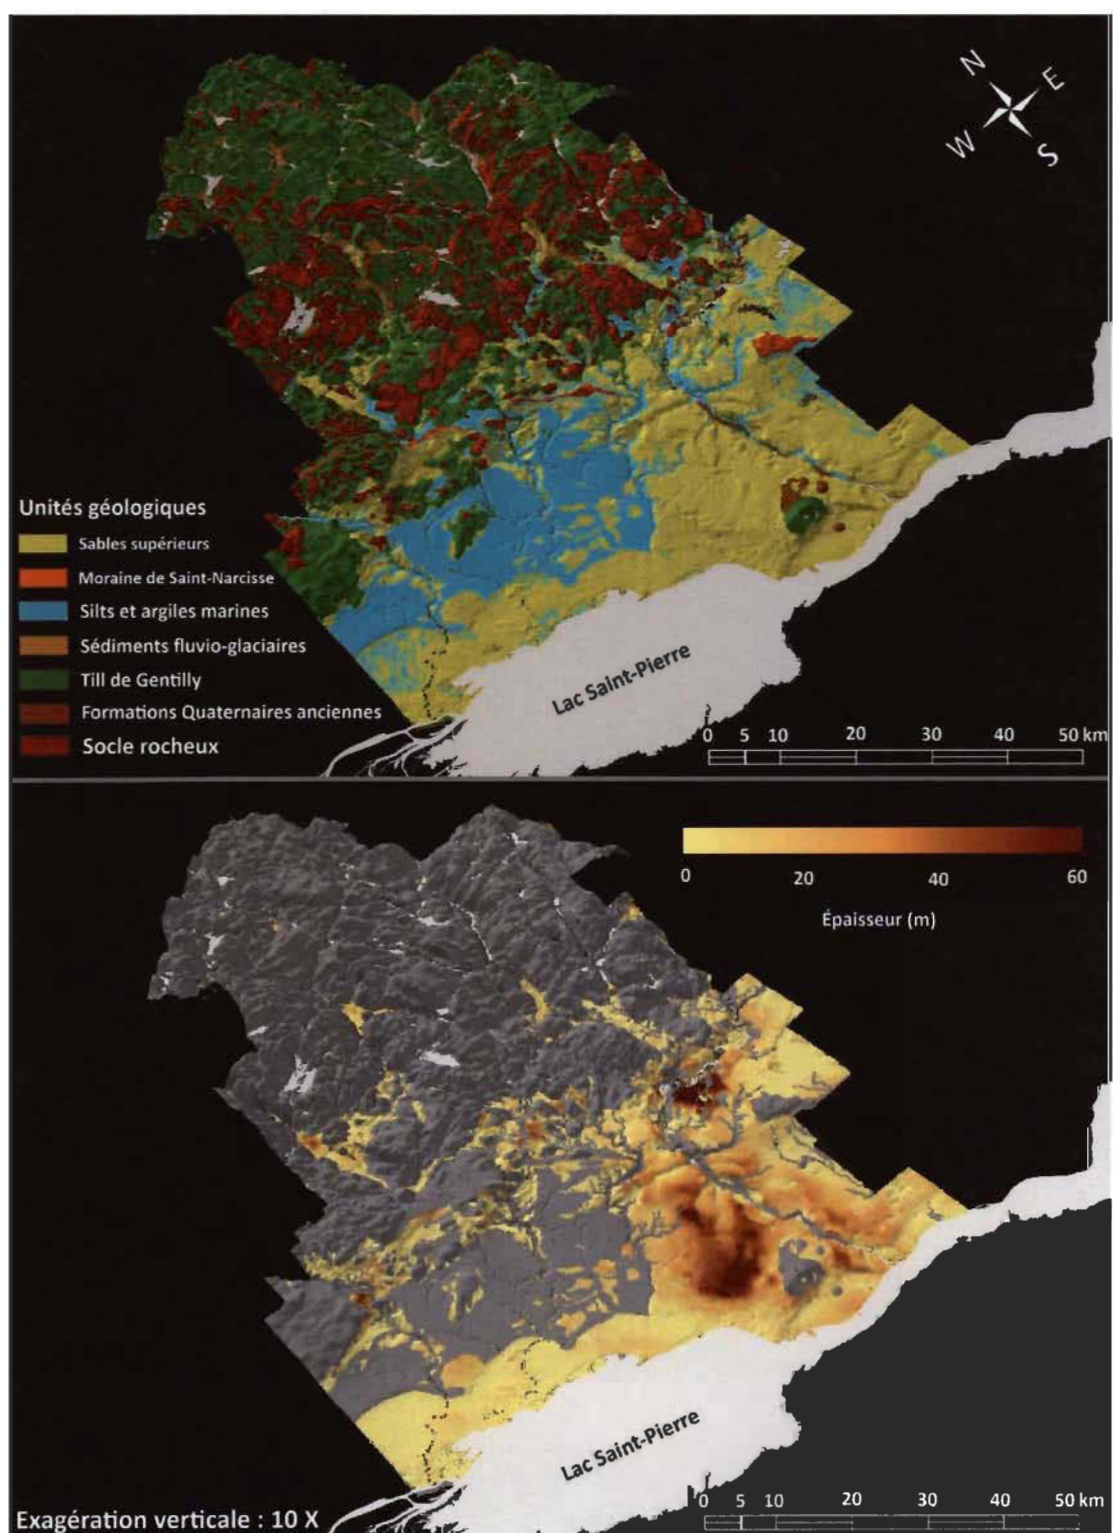 N
E
W
S
Unités géologiques
Sables supérieurs
Moraine de Saint-Narcisse
Silts et argiles marines
Sédiments fluvio-glaciaires
Till de Gentilly
Formations Quaternaires anciennes
Socle rocheux
Lac Saint-Pierre
0 5 10 20 30 40 50 km
0 20 40 60
Épaisseur (m)
Lac Saint-Pierre
0 5 10 20 30 40 50 km
Exagération verticale : 10 X